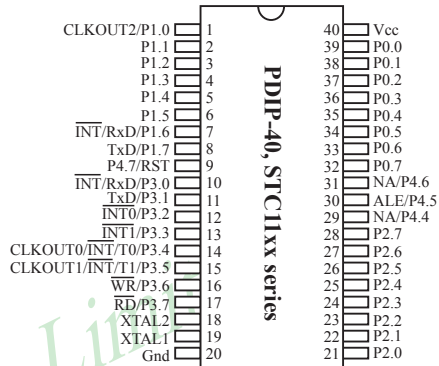 CLKOUT2/P1.0 1 40 Vcc
P1.1 2 39 P0.0
P1.2 3 38 P0.1
P1.3 4 37 P0.2
P1.4 5 36 P0.3
P1.5 6 35 P0.4
INT/RxD/P1.6 7 34 P0.5
TxD/P1.7 8 33 P0.6
P4.7/RST 9 32 P0.7
INT/RxD/P3.0 10 31 NA/P4.6
TxD/P3.1 11 30 ALE/P4.5
INT0/P3.2 12 29 NA/P4.4
INT1/P3.3 13 28 P2.7
CLKOUT0/INT/T0/P3.4 14 27 P2.6
CLKOUT1/INT/T1/P3.5 15 26 P2.5
WR/P3.6 16 25 P2.4
RD/P3.7 17 24 P2.3
XTAL2 18 23 P2.2
XTAL1 19 22 P2.1
Gnd 20 21 P2.0
PDIP-40, STC11xx series